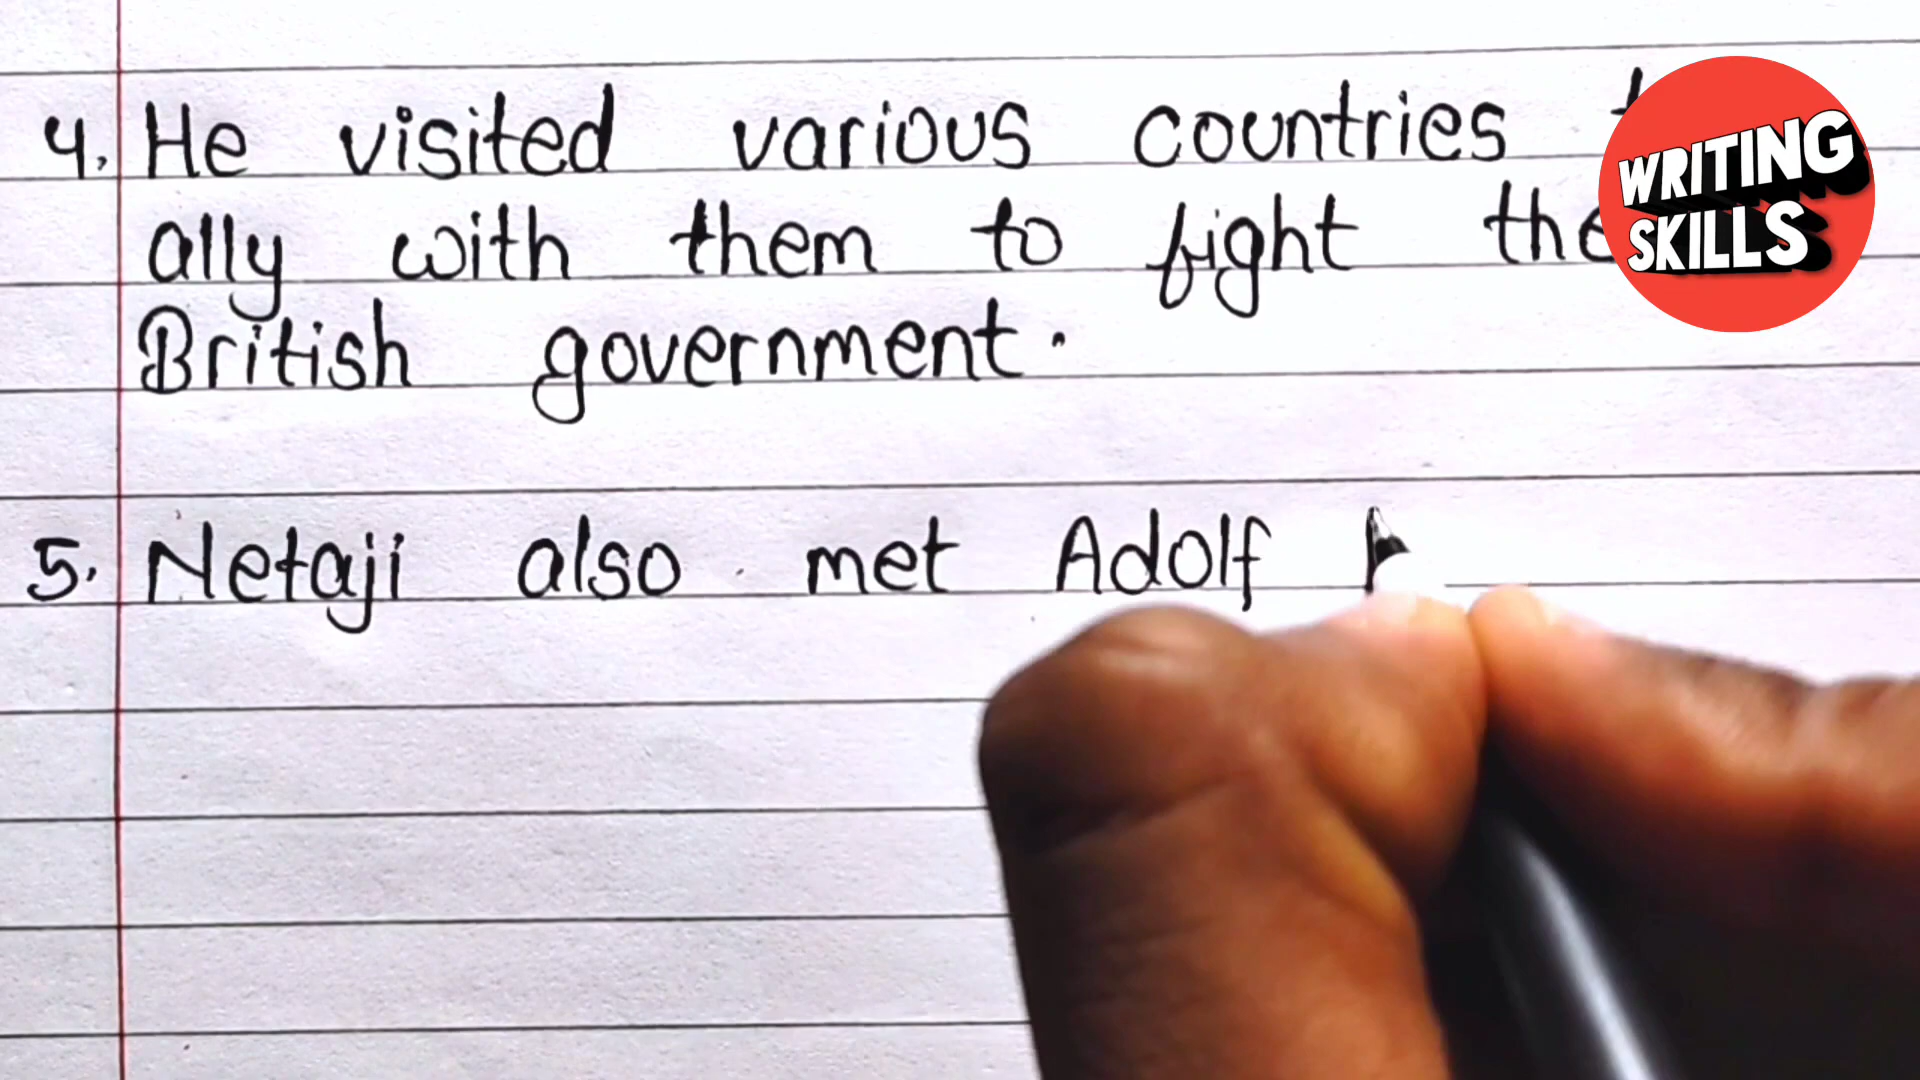 4. He visited various countries
ally with them to fight the
British government.
5. Netaji also met Adolf
WRITING
SKILLS